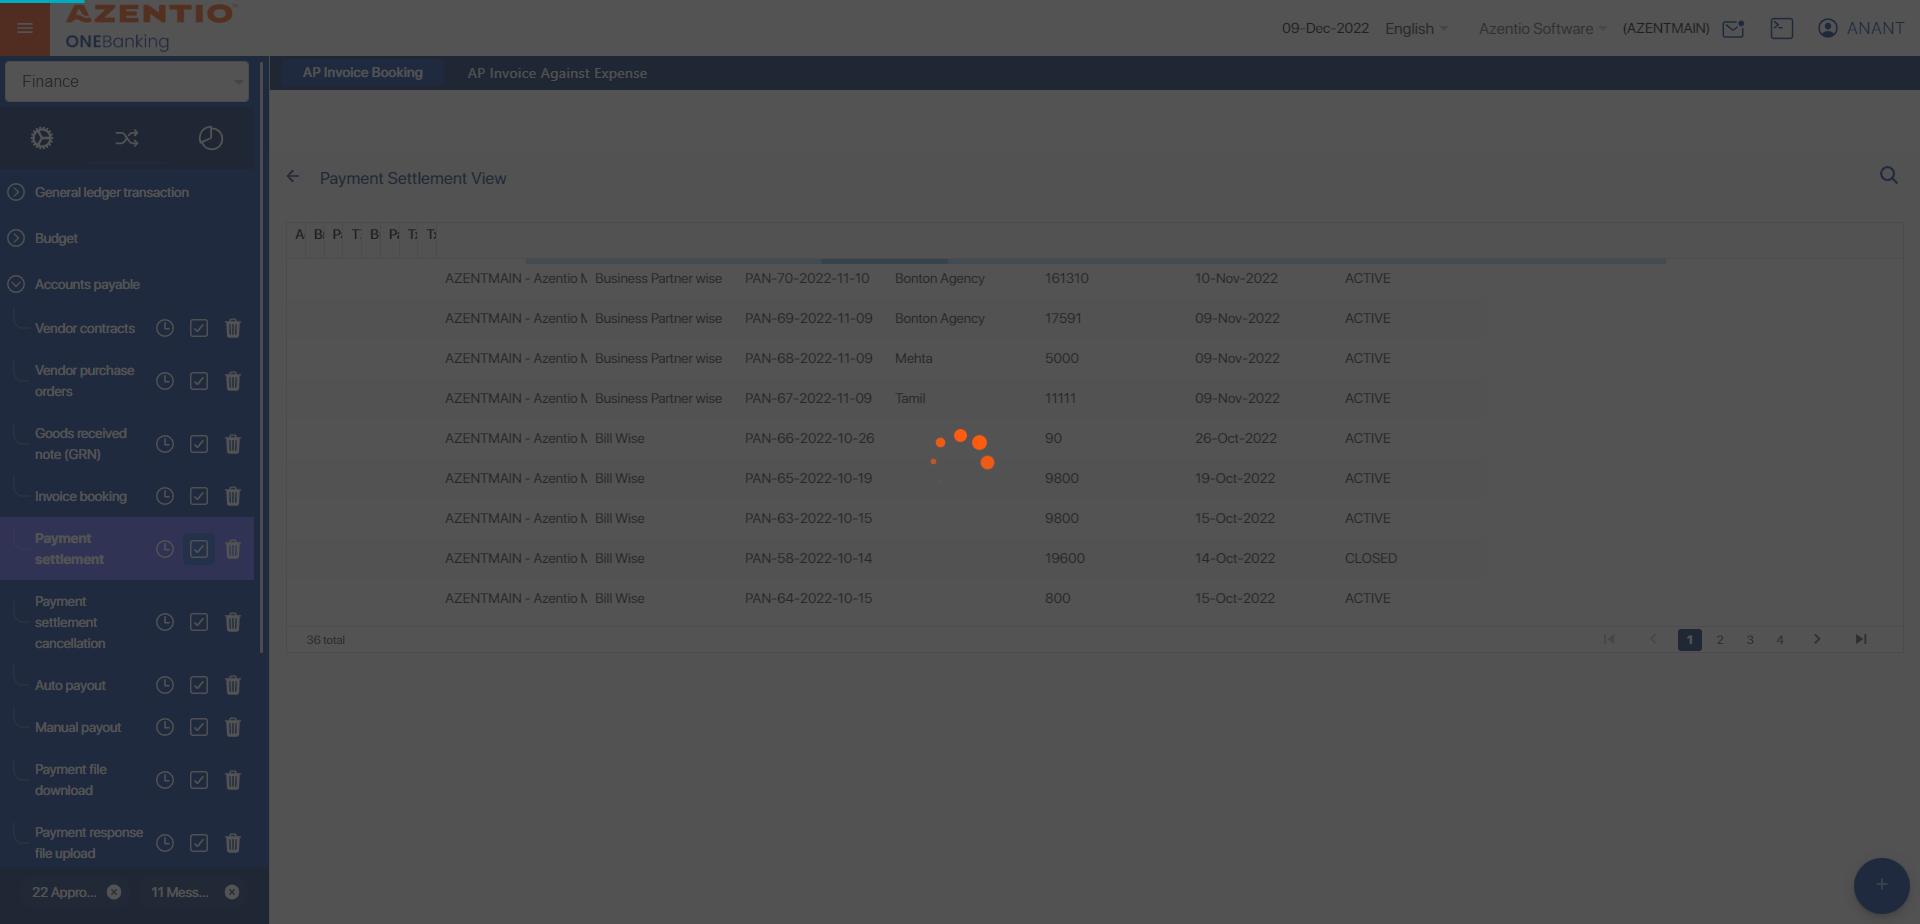 AZENTIO
ONEBanking
09-Dec-2022 English Azentio Software (AZENTMAIN) ANANT
Finance
AP Invoice Booking AP Invoice Against Expense
General ledger transaction
Budget
Accounts payable
Vendor contracts
Vendor purchase
orders
Goods received
note (GRN)
Invoice booking
Payment
settlement
Payment
settlement
cancellation
Auto payout
Manual payout
Payment file
download
Payment response
file upload
22 Appro... 11 Mess...
Payment Settlement View
AZENTMAIN - Azentio Business Partner wise PAN-70-2022-11-10 Bonton Agency 161310 10-Nov-2022 ACTIVE
AZENTMAIN - Azentio Business Partner wise PAN-69-2022-11-09 Bonton Agency 17591 09-Nov-2022 ACTIVE
AZENTMAIN - Azentio Business Partner wise PAN-68-2022-11-09 Mehta 5000 09-Nov-2022 ACTIVE
AZENTMAIN - Azentio Business Partner wise PAN-67-2022-11-09 Tamil 11111 09-Nov-2022 ACTIVE
AZENTMAIN - Azentio Bill Wise PAN-66-2022-10-26 90 26-Oct-2022 ACTIVE
AZENTMAIN - Azentio Bill Wise PAN-65-2022-10-19 9800 19-Oct-2022 ACTIVE
AZENTMAIN - Azentio Bill Wise PAN-63-2022-10-15 9800 15-Oct-2022 ACTIVE
AZENTMAIN - Azentio Bill Wise PAN-58-2022-10-14 19600 14-Oct-2022 CLOSED
AZENTMAIN - Azentio Bill Wise PAN-64-2022-10-15 800 15-Oct-2022 ACTIVE
36 total 1 2 3 4